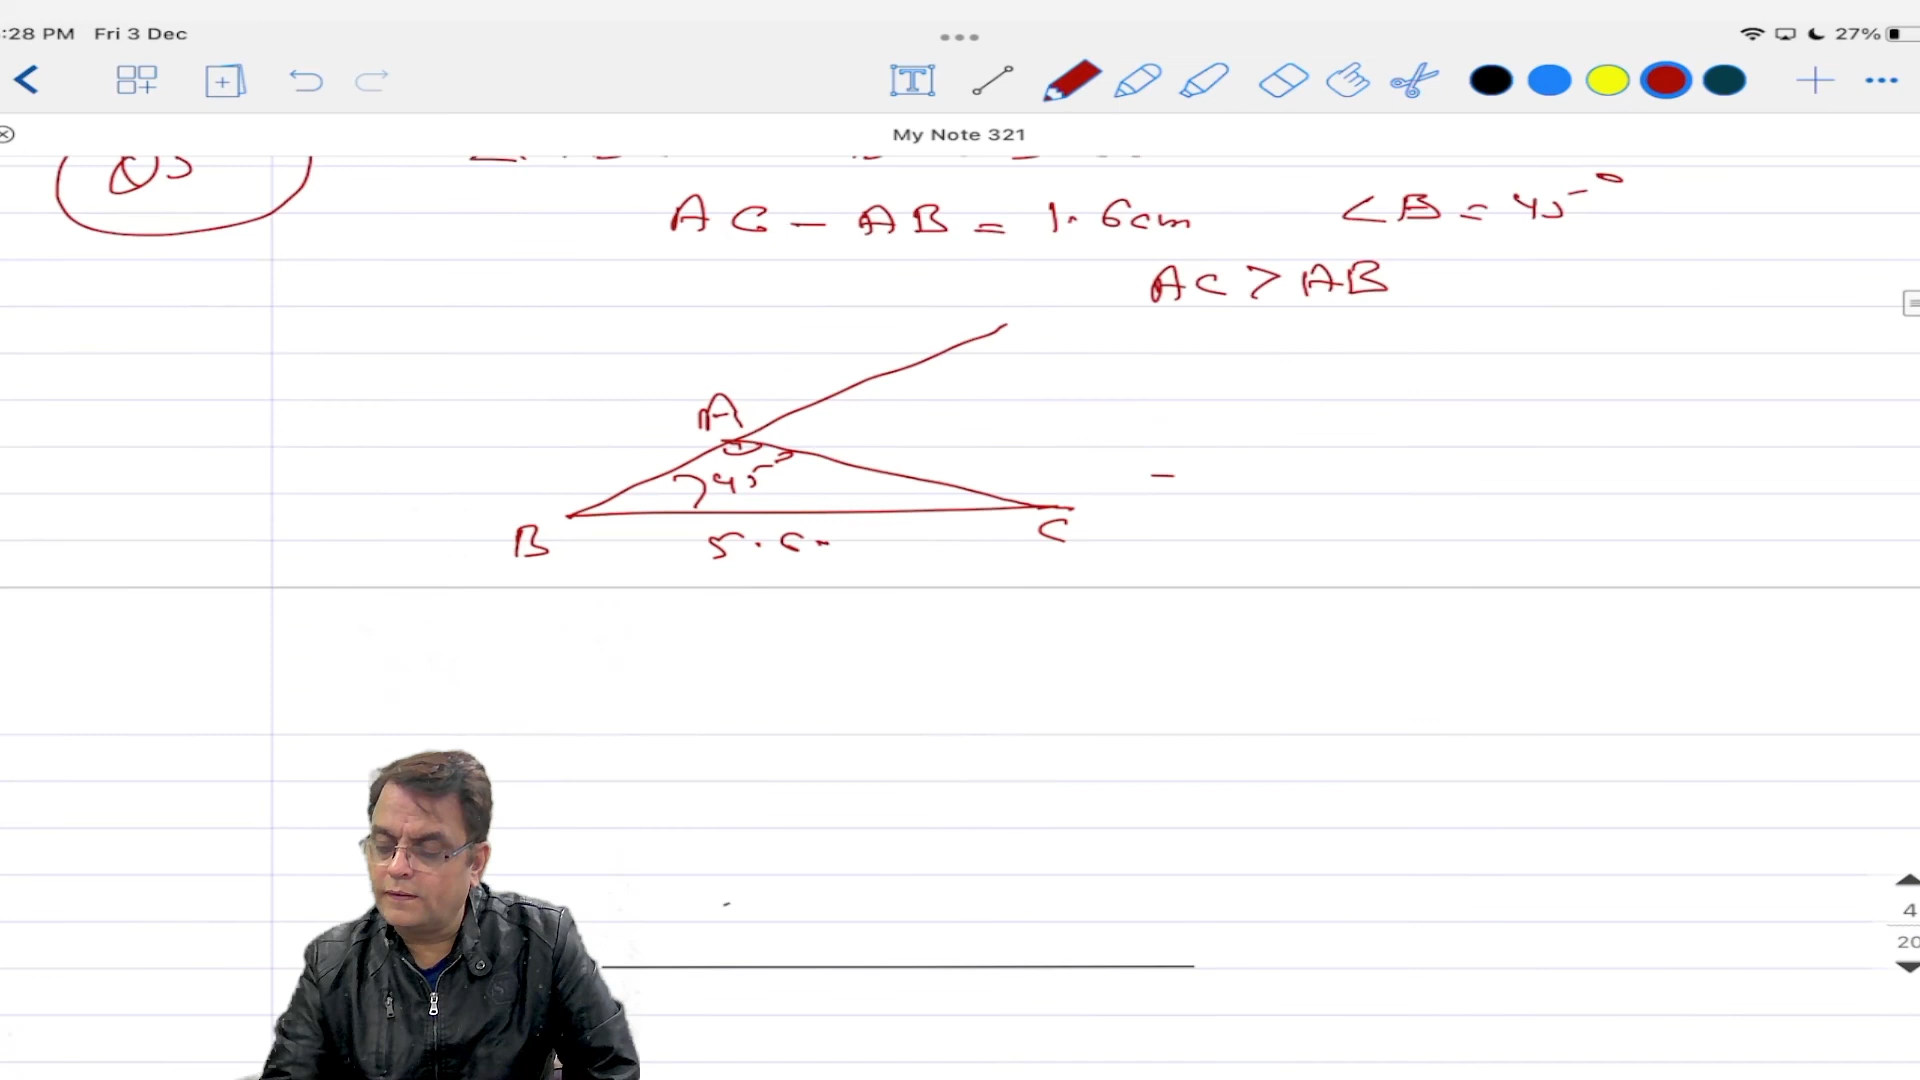 :28 PM Fri 3 Dec
27%
My Note 321
Q5
AC - AB = 1.6cm
∠B = 45°
AC > AB
A
45°
B
5.6
C
4
20